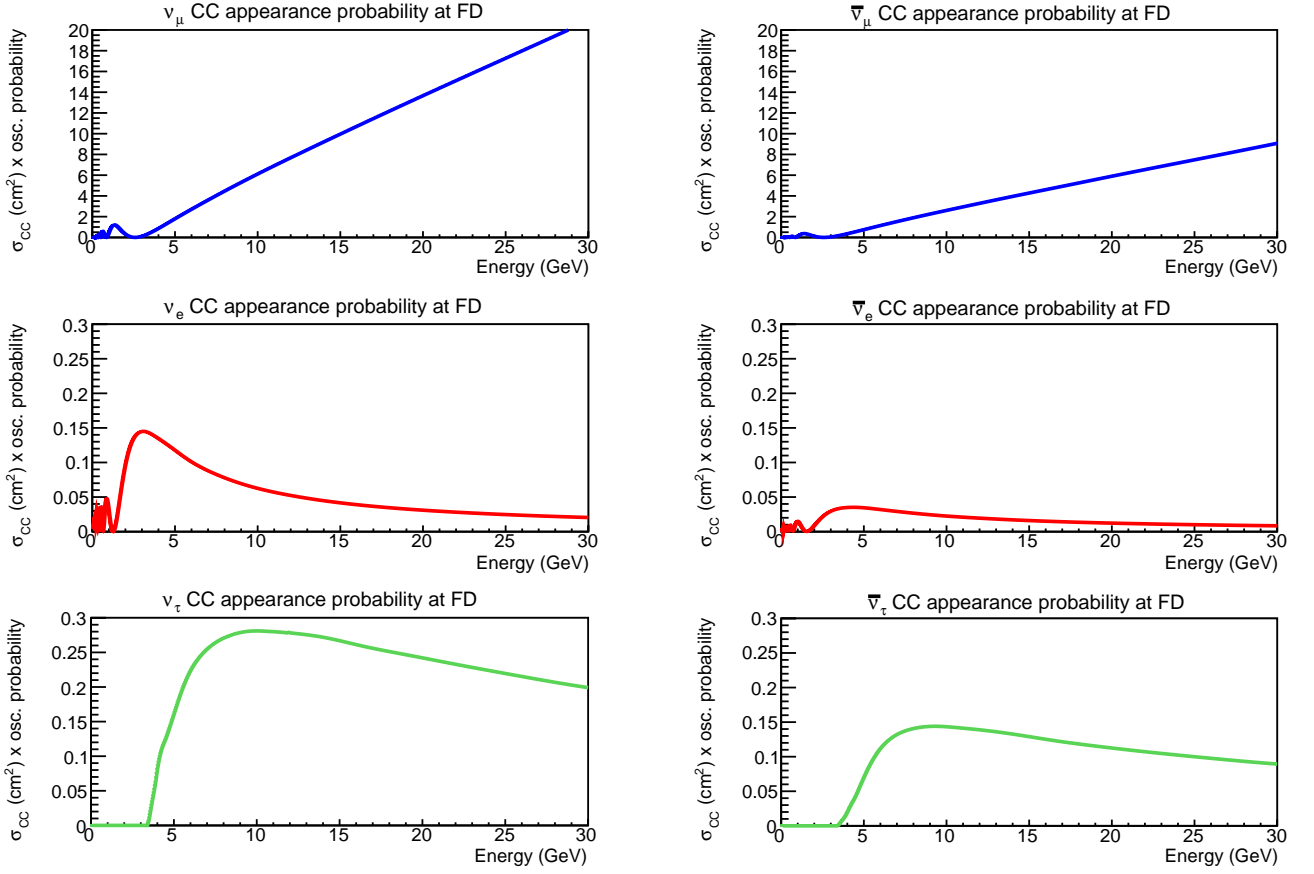 ν_μ CC appearance probability at FD
σ_CC (cm²) x osc. probability
20
18
16
14
12
10
8
6
4
2
0
0 5 10 15 20 25 30
Energy (GeV)
ν̅_μ CC appearance probability at FD
σ_CC (cm²) x osc. probability
20
18
16
14
12
10
8
6
4
2
0
0 5 10 15 20 25 30
Energy (GeV)
ν_e CC appearance probability at FD
σ_CC (cm²) x osc. probability
0.3
0.25
0.2
0.15
0.1
0.05
0
0 5 10 15 20 25 30
Energy (GeV)
ν̅_e CC appearance probability at FD
σ_CC (cm²) x osc. probability
0.3
0.25
0.2
0.15
0.1
0.05
0
0 5 10 15 20 25 30
Energy (GeV)
ν_τ CC appearance probability at FD
σ_CC (cm²) x osc. probability
0.3
0.25
0.2
0.15
0.1
0.05
0
0 5 10 15 20 25 30
Energy (GeV)
ν̅_τ CC appearance probability at FD
σ_CC (cm²) x osc. probability
0.3
0.25
0.2
0.15
0.1
0.05
0
0 5 10 15 20 25 30
Energy (GeV)